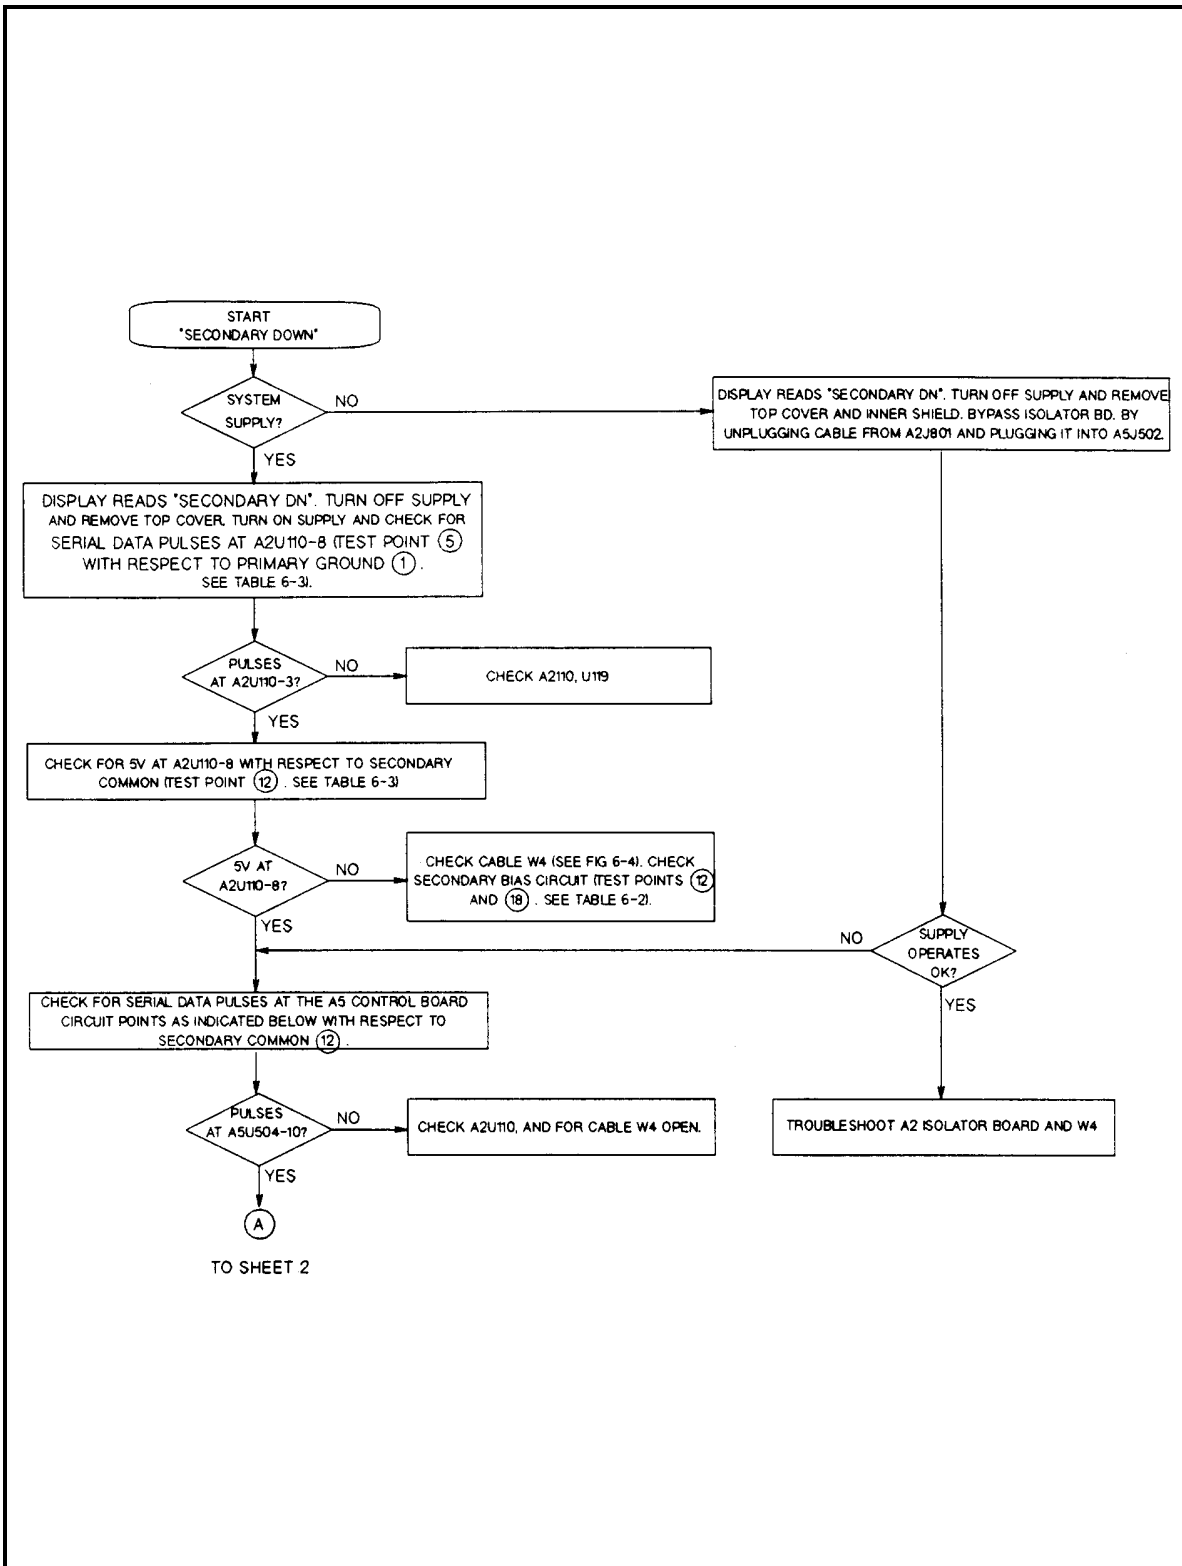 START
"SECONDARY DOWN"
SYSTEM
SUPPLY?
NO
YES
DISPLAY READS "SECONDARY DN". TURN OFF SUPPLY AND REMOVE
TOP COVER AND INNER SHIELD. BYPASS ISOLATOR BD. BY
UNPLUGGING CABLE FROM A2J801 AND PLUGGING IT INTO A5J502.
DISPLAY READS "SECONDARY DN". TURN OFF SUPPLY
AND REMOVE TOP COVER. TURN ON SUPPLY AND CHECK FOR
SERIAL DATA PULSES AT A2U110-8 (TEST POINT 5
WITH RESPECT TO PRIMARY GROUND 1 .
SEE TABLE 6-3).
PULSES
AT A2U110-3?
NO
CHECK A2110, U119
YES
CHECK FOR 5V AT A2U110-8 WITH RESPECT TO SECONDARY
COMMON (TEST POINT 12 . SEE TABLE 6-3)
5V AT
A2U110-8?
NO
CHECK CABLE W4 (SEE FIG 6-4). CHECK
SECONDARY BIAS CIRCUIT (TEST POINTS 12
AND 18 . SEE TABLE 6-2).
YES
NO
SUPPLY
OPERATES
OK?
YES
CHECK FOR SERIAL DATA PULSES AT THE A5 CONTROL BOARD
CIRCUIT POINTS AS INDICATED BELOW WITH RESPECT TO
SECONDARY COMMON 12 .
PULSES
AT A5U504-10?
NO
CHECK A2U110, AND FOR CABLE W4 OPEN.
TROUBLESHOOT A2 ISOLATOR BOARD AND W4
YES
A
TO SHEET 2